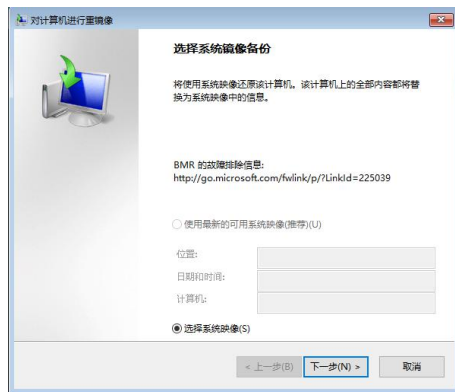 对计算机进行重镜像
选择系统镜像备份
将使用系统映像还原该计算机。该计算机上的全部内容都将替
换为系统映像中的信息。
BMR 的故障排除信息:
http://go.microsoft.com/fwlink/p/?LinkId=225039
使用最新的可用系统映像(推荐)(U)
位置:
日期和时间:
计算机:
选择系统映像(S)
< 上一步(B) 下一步(N) > 取消